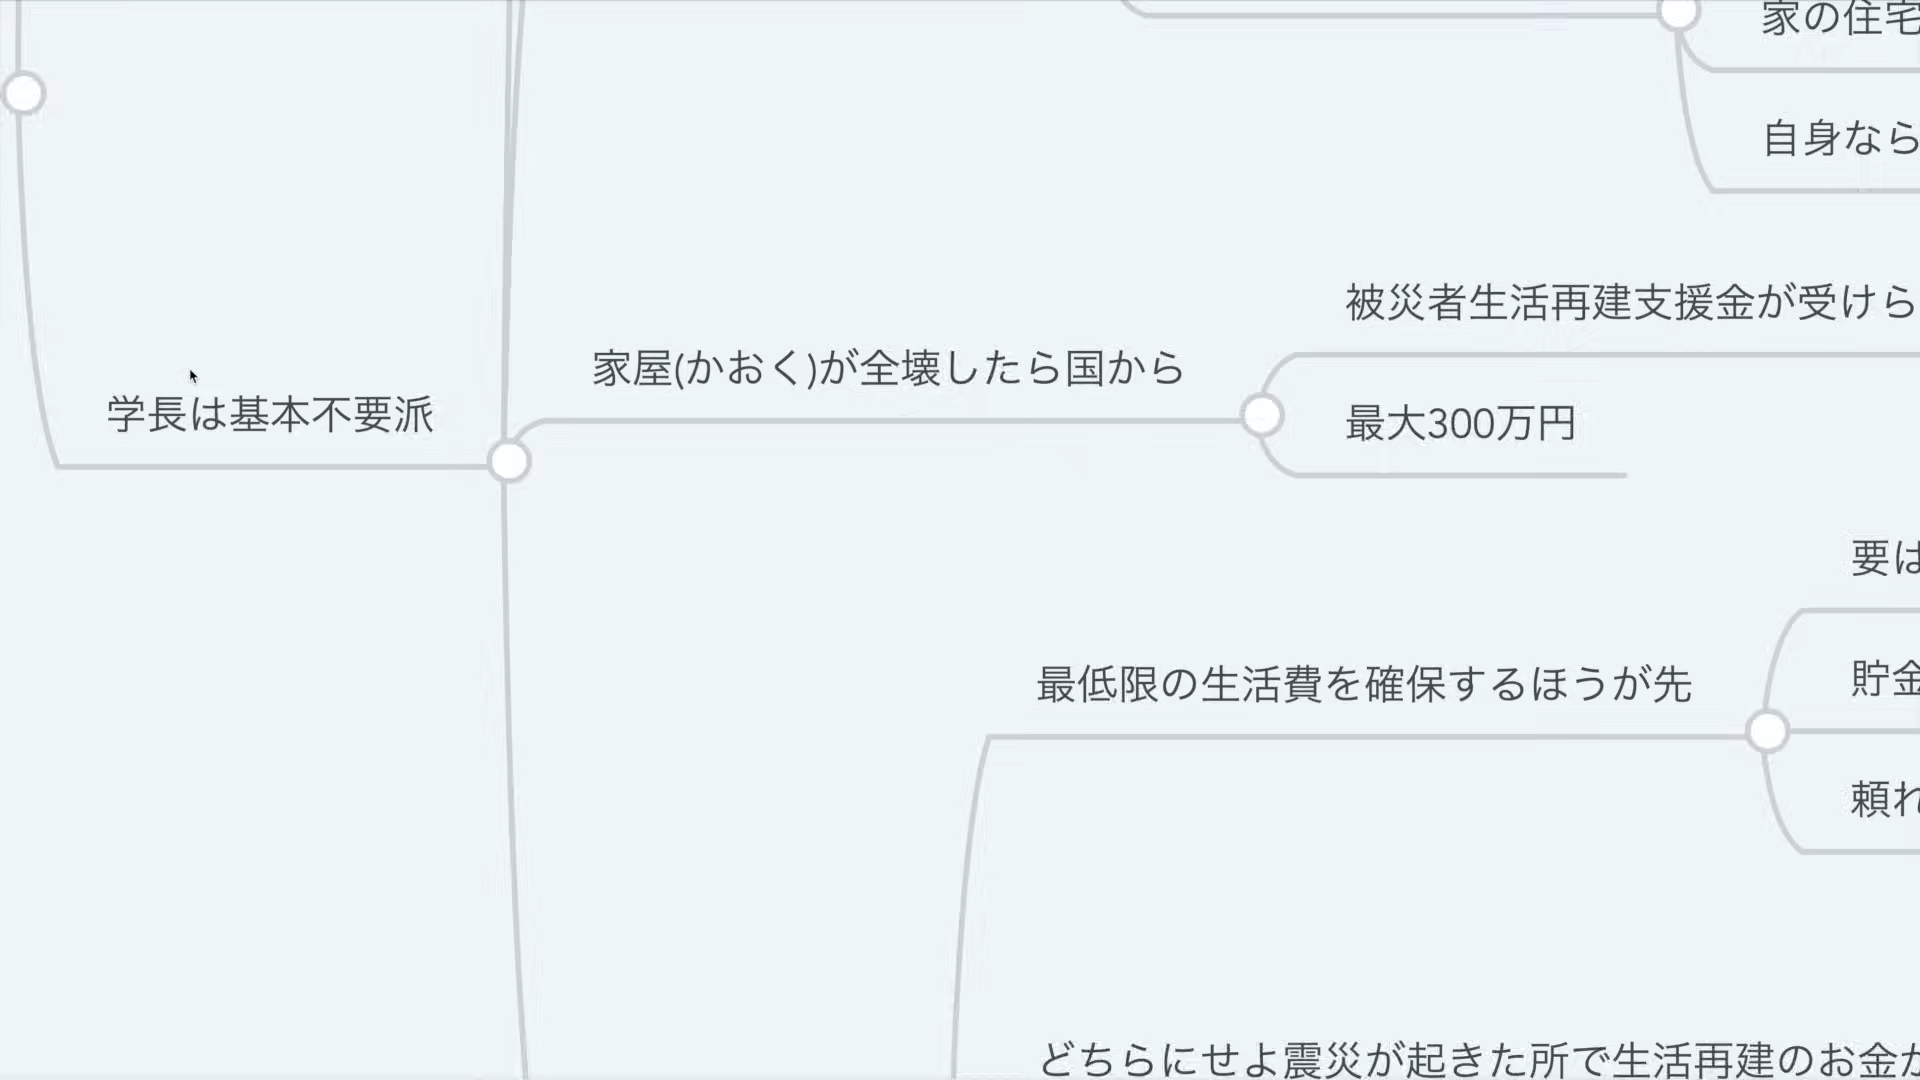 家の住宅
自身なら
被災者生活再建支援金が受けら
家屋(かおく)が全壊したら国から
学長は基本不要派
最大300万円
要は
最低限の生活費を確保するほうが先
貯金
頼れ
どちらにせよ震災が起きた所で生活再建のお金が